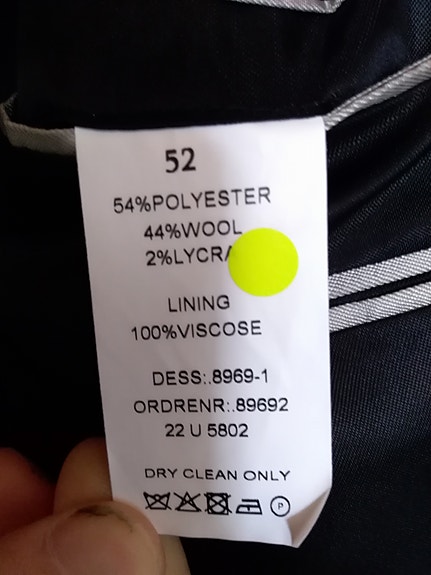 52
54%POLYESTER
44%WOOL
2%LYCRA
LINING
100%VISCOSE
DESS:.8969-1
ORDRENR:.89692
22 U 5802
DRY CLEAN ONLY
P